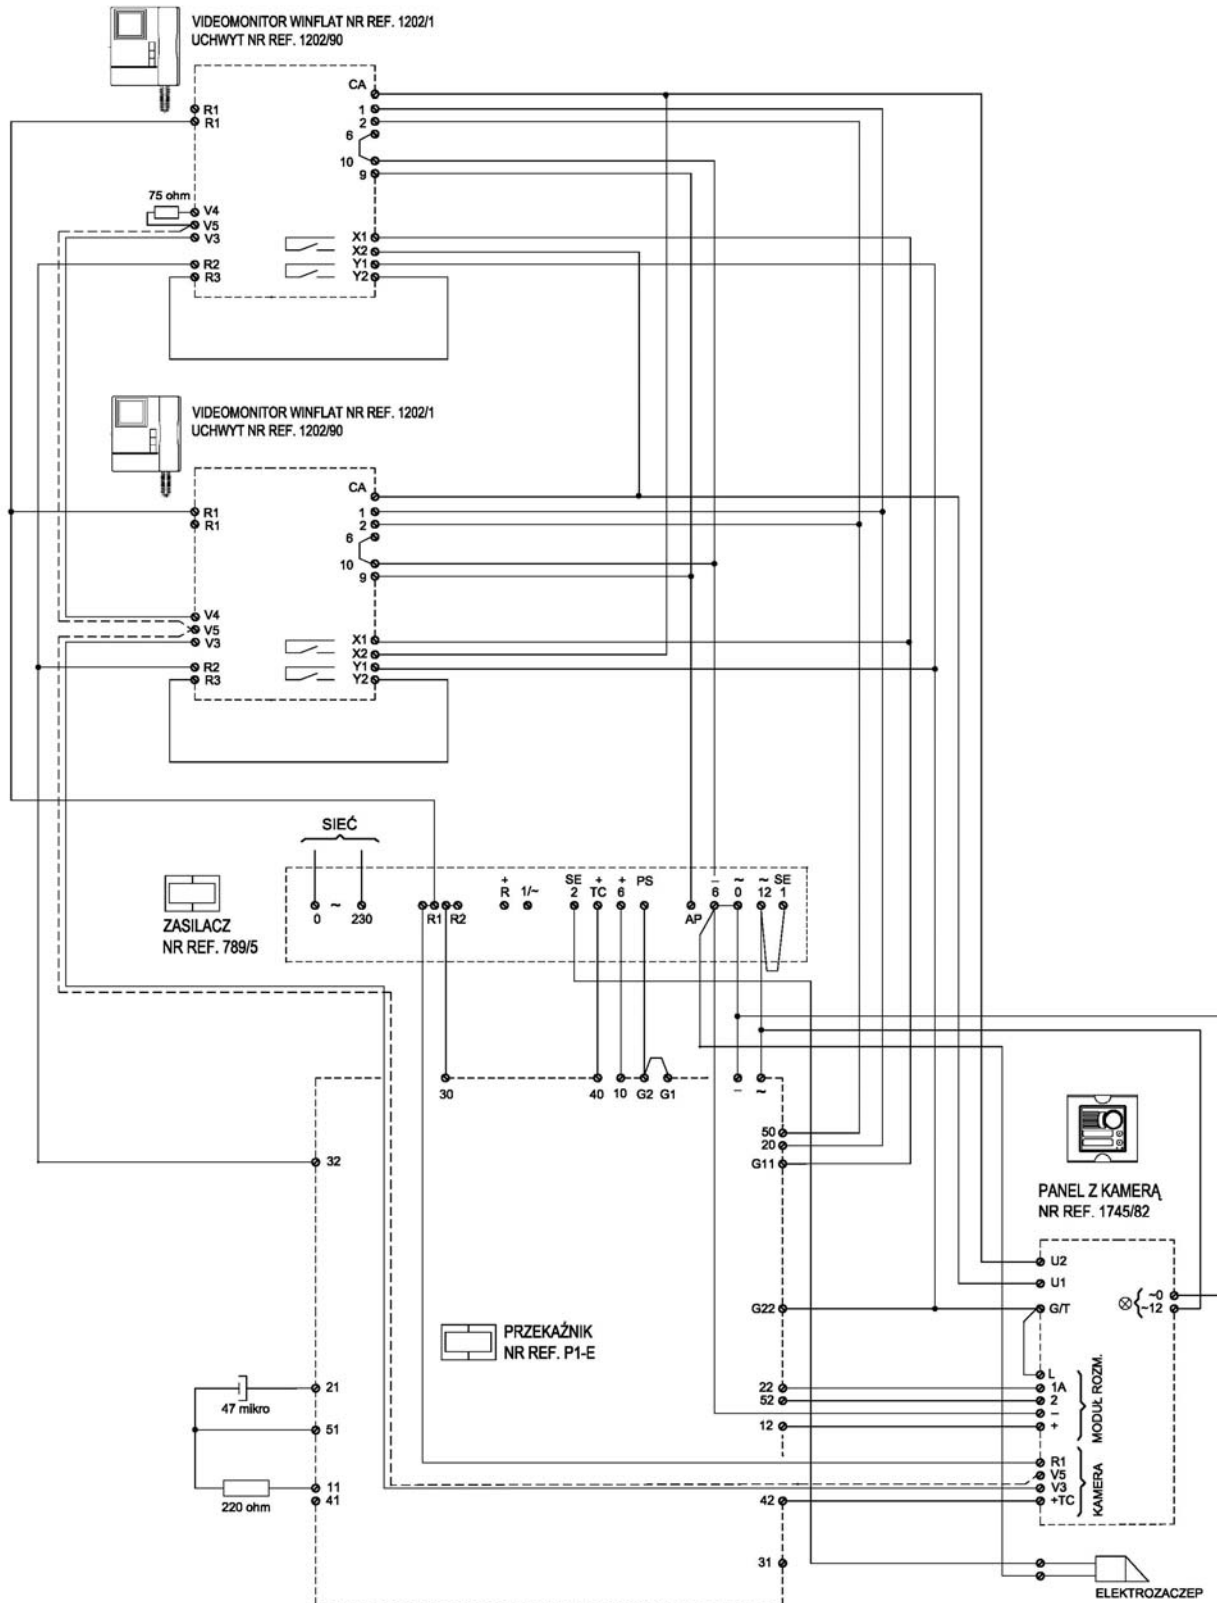 VIDEOMONITOR WINFLAT NR REF. 1202/1
UCHWYT NR REF. 1202/90
CA
R1
R1
1
2
6
10
9
75 ohm
V4
V5
V3
R2
R3
X1
X2
Y1
Y2
VIDEOMONITOR WINFLAT NR REF. 1202/1
UCHWYT NR REF. 1202/90
CA
R1
R1
1
2
6
10
9
V4
V5
V3
R2
R3
X1
X2
Y1
Y2
SIEĆ
ZASILACZ
NR REF. 789/5
0 ~ 230
R1 R2
+ R
1/~
SE 2
+ TC
+ 6
PS
AP
– 6
~ 0
~ 12
SE 1
30
40 10 G2 G1
– ~
50
20
G11
32
PANEL Z KAMERĄ
NR REF. 1745/82
U2
U1
G/T
~0
~12
G22
PRZEKAŹNIK
NR REF. P1-E
L
1A
2
–
+
MODUŁ ROZM.
21
47 mikro
51
11
41
220 ohm
22
52
12
R1
V5
V3
+TC
KAMERA
42
31
ELEKTROZACZEP